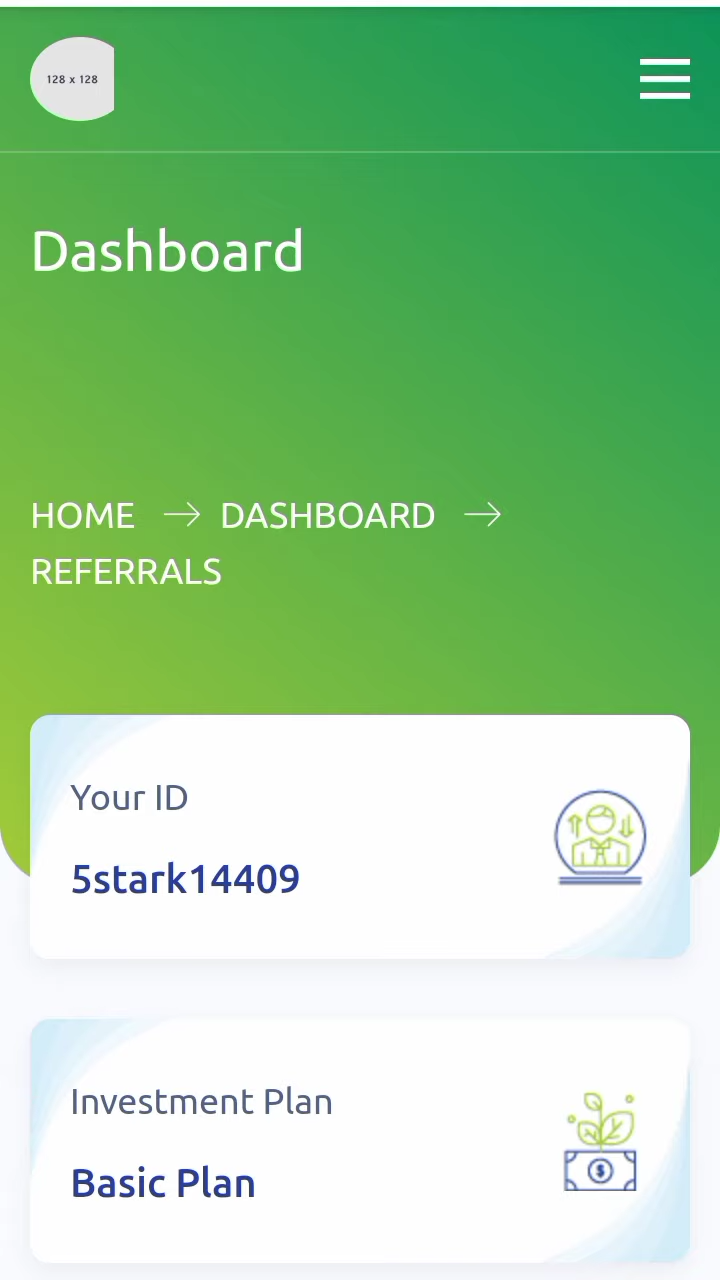 128 x 128
Dashboard
HOME → DASHBOARD →
REFERRALS
Your ID
5stark14409
Investment Plan
Basic Plan